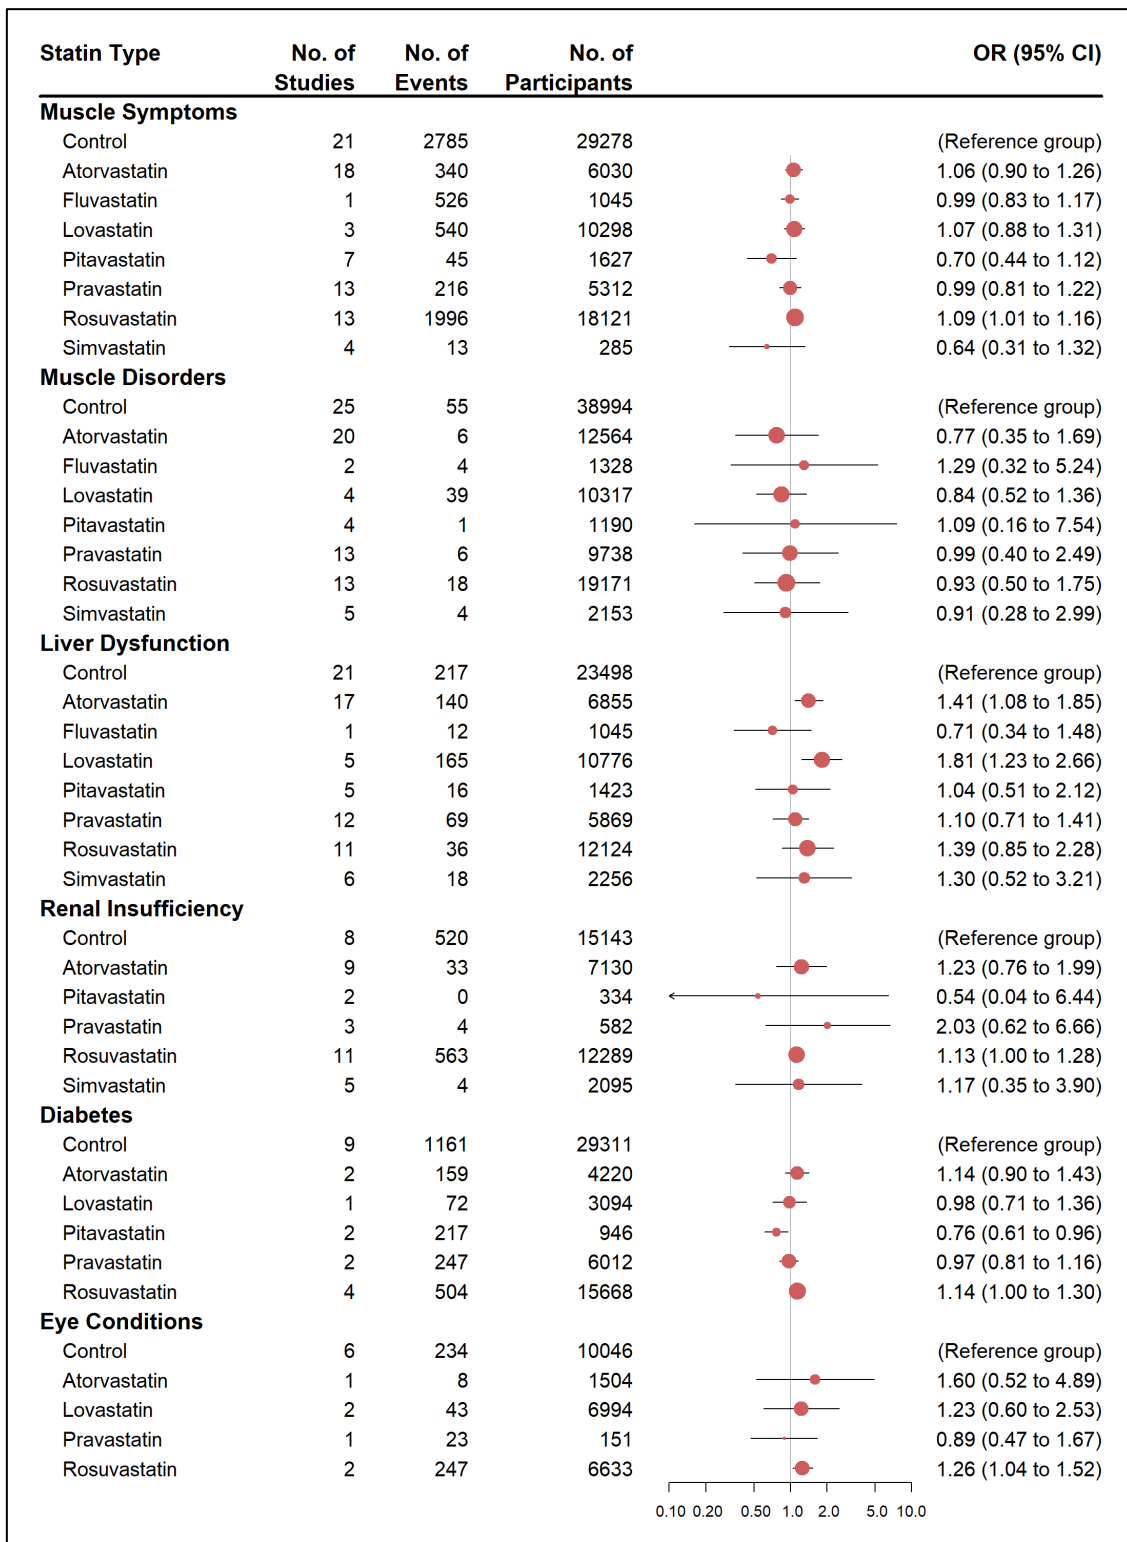 Statin Type No. of Studies No. of Events No. of Participants OR (95% CI)
Muscle Symptoms
Control 21 2785 29278 (Reference group)
Atorvastatin 18 340 6030 1.06 (0.90 to 1.26)
Fluvastatin 1 526 1045 0.99 (0.83 to 1.17)
Lovastatin 3 540 10298 1.07 (0.88 to 1.31)
Pitavastatin 7 45 1627 0.70 (0.44 to 1.12)
Pravastatin 13 216 5312 0.99 (0.81 to 1.22)
Rosuvastatin 13 1996 18121 1.09 (1.01 to 1.16)
Simvastatin 4 13 285 0.64 (0.31 to 1.32)
Muscle Disorders
Control 25 55 38994 (Reference group)
Atorvastatin 20 6 12564 0.77 (0.35 to 1.69)
Fluvastatin 2 4 1328 1.29 (0.32 to 5.24)
Lovastatin 4 39 10317 0.84 (0.52 to 1.36)
Pitavastatin 4 1 1190 1.09 (0.16 to 7.54)
Pravastatin 13 6 9738 0.99 (0.40 to 2.49)
Rosuvastatin 13 18 19171 0.93 (0.50 to 1.75)
Simvastatin 5 4 2153 0.91 (0.28 to 2.99)
Liver Dysfunction
Control 21 217 23498 (Reference group)
Atorvastatin 17 140 6855 1.41 (1.08 to 1.85)
Fluvastatin 1 12 1045 0.71 (0.34 to 1.48)
Lovastatin 5 165 10776 1.81 (1.23 to 2.66)
Pitavastatin 5 16 1423 1.04 (0.51 to 2.12)
Pravastatin 12 69 5869 1.10 (0.71 to 1.41)
Rosuvastatin 11 36 12124 1.39 (0.85 to 2.28)
Simvastatin 6 18 2256 1.30 (0.52 to 3.21)
Renal Insufficiency
Control 8 520 15143 (Reference group)
Atorvastatin 9 33 7130 1.23 (0.76 to 1.99)
Pitavastatin 2 0 334 0.54 (0.04 to 6.44)
Pravastatin 3 4 582 2.03 (0.62 to 6.66)
Rosuvastatin 11 563 12289 1.13 (1.00 to 1.28)
Simvastatin 5 4 2095 1.17 (0.35 to 3.90)
Diabetes
Control 9 1161 29311 (Reference group)
Atorvastatin 2 159 4220 1.14 (0.90 to 1.43)
Lovastatin 1 72 3094 0.98 (0.71 to 1.36)
Pitavastatin 2 217 946 0.76 (0.61 to 0.96)
Pravastatin 2 247 6012 0.97 (0.81 to 1.16)
Rosuvastatin 4 504 15668 1.14 (1.00 to 1.30)
Eye Conditions
Control 6 234 10046 (Reference group)
Atorvastatin 1 8 1504 1.60 (0.52 to 4.89)
Lovastatin 2 43 6994 1.23 (0.60 to 2.53)
Pravastatin 1 23 151 0.89 (0.47 to 1.67)
Rosuvastatin 2 247 6633 1.26 (1.04 to 1.52)
0.10 0.20 0.50 1.0 2.0 5.0 10.0